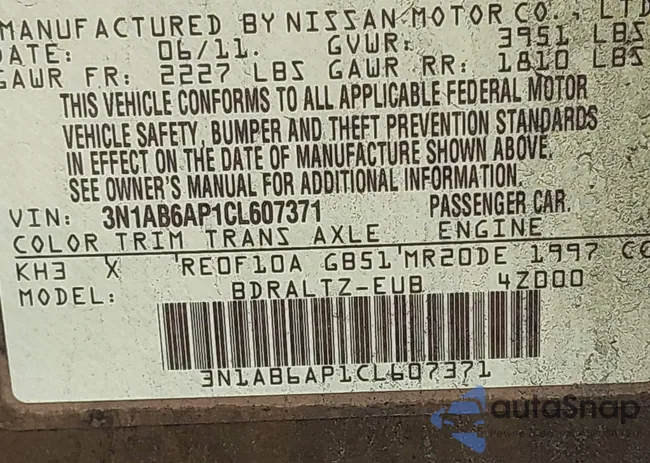 MANUFACTURED BY NISSAN MOTOR CO., LTD
DATE: 06/11. GVWR: 3951 LBS
GAWR FR: 2227 LBS GAWR RR: 1810 LBS
THIS VEHICLE CONFORMS TO ALL APPLICABLE FEDERAL MOTOR
VEHICLE SAFETY, BUMPER AND THEFT PREVENTION STANDARDS
IN EFFECT ON THE DATE OF MANUFACTURE SHOWN ABOVE.
SEE OWNER'S MANUAL FOR ADDITIONAL INFORMATION.
VIN: 3N1AB6AP1CL607371 PASSENGER CAR.
COLOR TRIM TRANS AXLE ENGINE
KH3 X RE0F10A GB51 MR20DE 1997 CC
MODEL: BDRALTZ-EUB 4Z000
3N1AB6AP1CL607371
autoSnap